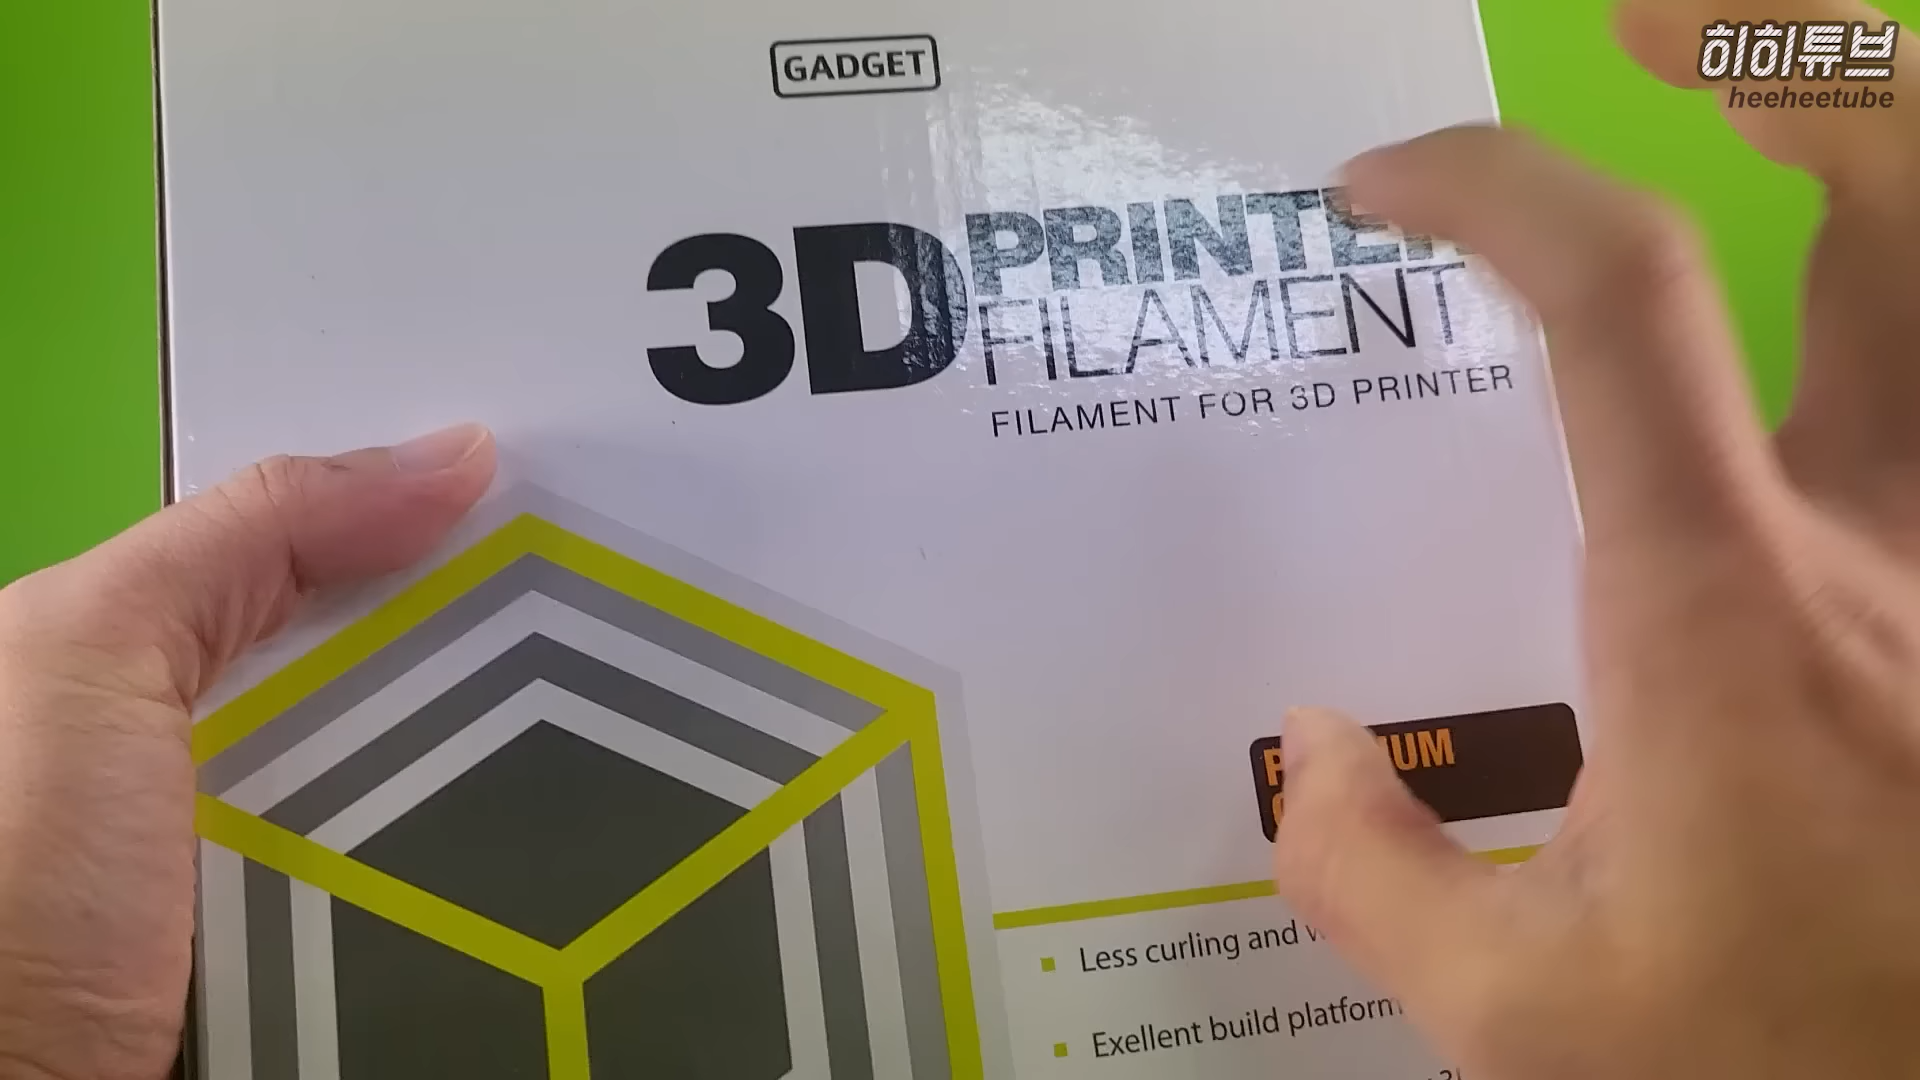 히히튜브
heeheetube
GADGET
3D PRINTER
FILAMENT
FILAMENT FOR 3D PRINTER
Less curling and
Exellent build platform